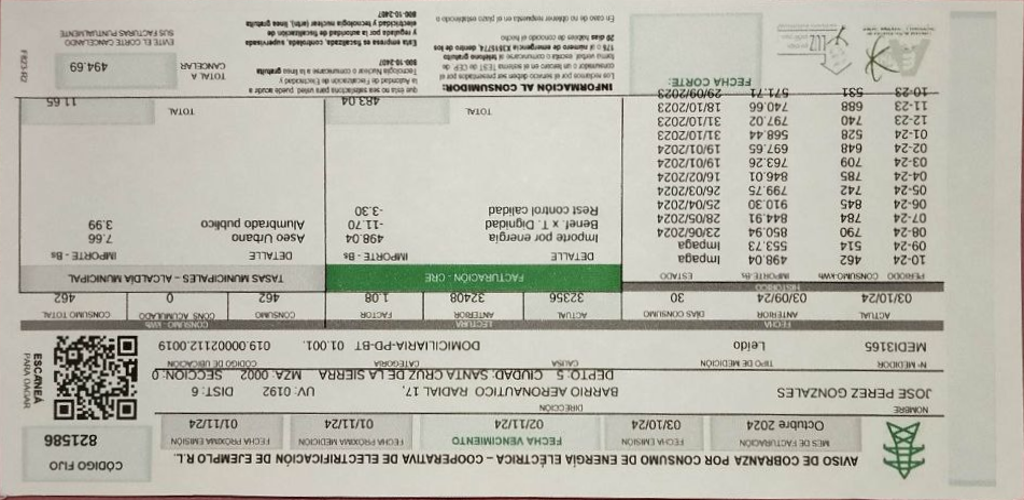 AVISO DE COBRANZA POR CONSUMO DE ENERGÍA ELÉCTRICA – COOPERATIVA DE ELECTRIFICACIÓN DE EJEMPLO R.L.
CÓDIGO FIJO
821586
MES DE FACTURACIÓN
Octubre 2024
FECHA EMISIÓN
03/10/24
FECHA VENCIMIENTO
02/11/24
FECHA PRÓXIMA MEDICIÓN
01/11/24
FECHA PRÓXIMA EMISIÓN
01/11/24
NOMBRE
JOSE PEREZ GONZALES
DIRECCIÓN
BARRIO AERONAUTICO RADIAL 17, UV: 0192 DIST: 6
DEPTO 5 CIUDAD: SANTA CRUZ DE LA SIERRA MZA: 0002 SECCIÓN: 0
ESCANEÁ
PARA
N° MEDIDOR TIPO DE MEDICIÓN CAUSA CATEGORÍA CÓDIGO DE UBICACIÓN
MEDI3165 Leído DOMICILIARIA-PD-BT 01.001. 019.00002112.0019
FECHA LECTURA CONSUMO - kWh
ACTUAL ANTERIOR DÍAS CONSUMO ACTUAL ANTERIOR FACTOR CONSUMO CONS. ACUMULADO CONSUMO TOTAL
03/10/24 03/09/24 30 32356 32408 1.08 462 0 462
HISTÓRICO
PERIODO CONSUMO-kWh IMPORTE-Bs ESTADO
10-24 462 498.04 Impaga
09-24 514 553.73 Impaga
08-24 790 850.94 23/06/2024
07-24 784 844.91 28/05/2024
06-24 845 910.30 25/04/2024
05-24 742 799.75 26/03/2024
04-24 785 846.01 16/02/2024
03-24 709 763.26 19/01/2024
02-24 648 697.65 19/01/2024
01-24 528 568.44 31/10/2023
12-23 740 797.02 31/10/2023
11-23 688 740.66 18/10/2023
10-23 531 571.71 29/09/2023
FECHA CORTE:
FACTURACIÓN - CRE
DETALLE IMPORTE - Bs
Importe por energía 498.04
Benef. T. x Dignidad -11.70
Rest control calidad -3.30
TOTAL 483.04
TASAS MUNICIPALES – ALCALDÍA MUNICIPAL
DETALLE IMPORTE - Bs
Aseo Urbano 7.66
Alumbrado publico 3.99
TOTAL 11.65
INFORMACIÓN AL CONSUMIDOR:
Los reclamos por el servicio deben ser presentados por el
consumidor o un tercero en el sistema TEST de CEIP, de
forma verbal, escrita o comunicarse al teléfono gratuito
175 o al número de emergencia X3519774 dentro de los
20 días hábiles de conocido el hecho
En caso de no obtener respuesta en el plazo establecido o
que ésta no sea satisfactoria para usted, puede acudir a
la Autoridad de Fiscalización de Electricidad y
Tecnología Nuclear o comunicarse a la línea gratuita
800-10-2407
Esta empresa es fiscalizada, controlada, supervisada
y regulada por la autoridad de fiscalización de
electricidad y tecnología nuclear (aetn), línea gratuita
800-10-2407
TOTAL A
CANCELAR
494.69
EVITE EL CORTE CANCELANDO
SUS FACTURAS PUNTUALMENTE
LUZ